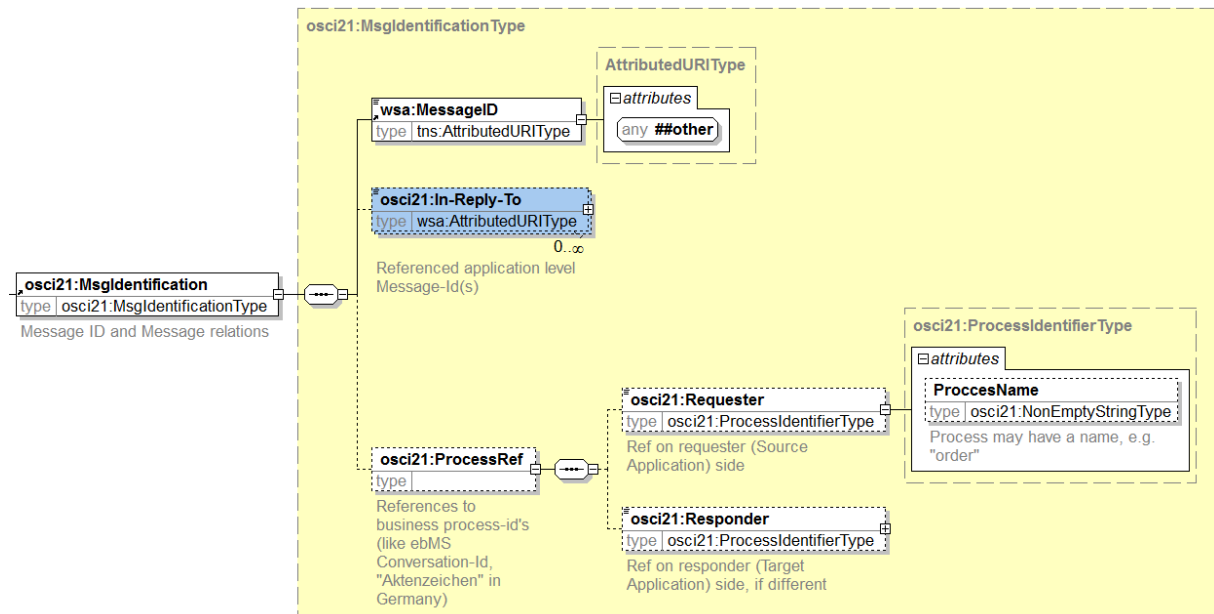 osci21:MsgIdentificationType
AttributedURIType
attributes
wsa:MessageID
type tns:AttributedURIType
any ##other
osci21:In-Reply-To
type wsa:AttributedURIType
0..∞
Referenced application level
Message-Id(s)
osci21:MsgIdentification
type osci21:MsgIdentificationType
Message ID and Message relations
osci21:ProcessIdentifierType
attributes
ProccesName
type osci21:NonEmptyStringType
Process may have a name, e.g.
"order"
osci21:Requester
type osci21:ProcessIdentifierType
Ref on requester (Source
Application) side
osci21:ProcessRef
type
References to
business process-id's
(like ebMS
Conversation-Id,
"Aktenzeichen" in
Germany)
osci21:Responder
type osci21:ProcessIdentifierType
Ref on responder (Target
Application) side, if different